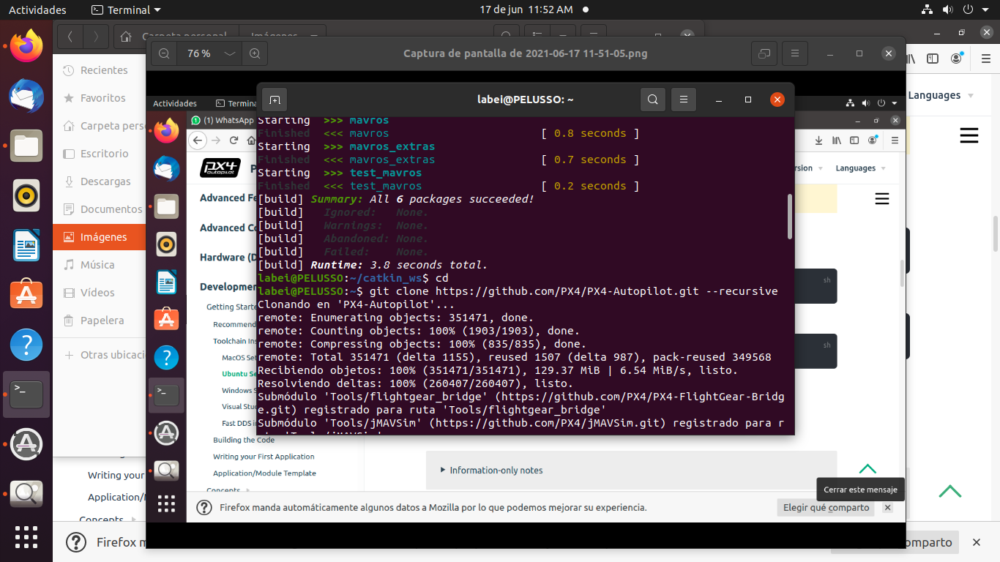 Actividades
Terminal
17 de jun 11:52 AM
Carpeta personal
Imágenes
76 %
Captura de pantalla de 2021-06-17 11-51-05.png
Recientes
Favoritos
Carpeta pers
Escritorio
Descargas
Documentos
Imágenes
Música
Vídeos
Papelera
Otras ubicaci
Actividades
Termina
(1) WhatsApp
PX4
autopilot
P
Advanced Fe
Advanced Co
Hardware (D
Developmen
Getting Starte
Recommend
Toolchain Ins
MacOS Set
Ubuntu Se
Windows S
Visual Stud
Fast DDS i
Building the Code
Writing your First Application
Application/Module Template
Concepts
labei@PELUSSO: ~
Starting >>> mavros
Finished <<< mavros [ 0.8 seconds ]
Starting >>> mavros_extras
Finished <<< mavros_extras [ 0.7 seconds ]
Starting >>> test_mavros
Finished <<< test_mavros [ 0.2 seconds ]
[build] Summary: All 6 packages succeeded!
[build] Ignored: None.
[build] Warnings: None.
[build] Abandoned: None.
[build] Failed: None.
[build] Runtime: 3.8 seconds total.
labei@PELUSSO:~/catkin_ws$ cd
labei@PELUSSO:~$ git clone https://github.com/PX4/PX4-Autopilot.git --recursive
Clonando en 'PX4-Autopilot'...
remote: Enumerating objects: 351471, done.
remote: Counting objects: 100% (1903/1903), done.
remote: Compressing objects: 100% (835/835), done.
remote: Total 351471 (delta 1155), reused 1507 (delta 987), pack-reused 349568
Recibiendo objetos: 100% (351471/351471), 129.37 MiB | 6.54 MiB/s, listo.
Resolviendo deltas: 100% (260407/260407), listo.
Submódulo 'Tools/flightgear_bridge' (https://github.com/PX4/PX4-FlightGear-Bridg
e.git) registrado para ruta 'Tools/flightgear_bridge'
Submódulo 'Tools/jMAVSim' (https://github.com/PX4/jMAVSim.git) registrado para r
rsion
Languages
sh
sh
Information-only notes
Cerrar este mensaje
Firefox manda automáticamente algunos datos a Mozilla por lo que podemos mejorar su experiencia.
Elegir qué comparto
Languages
Writing your
Application/M
Concepts
Firefox m
omparto